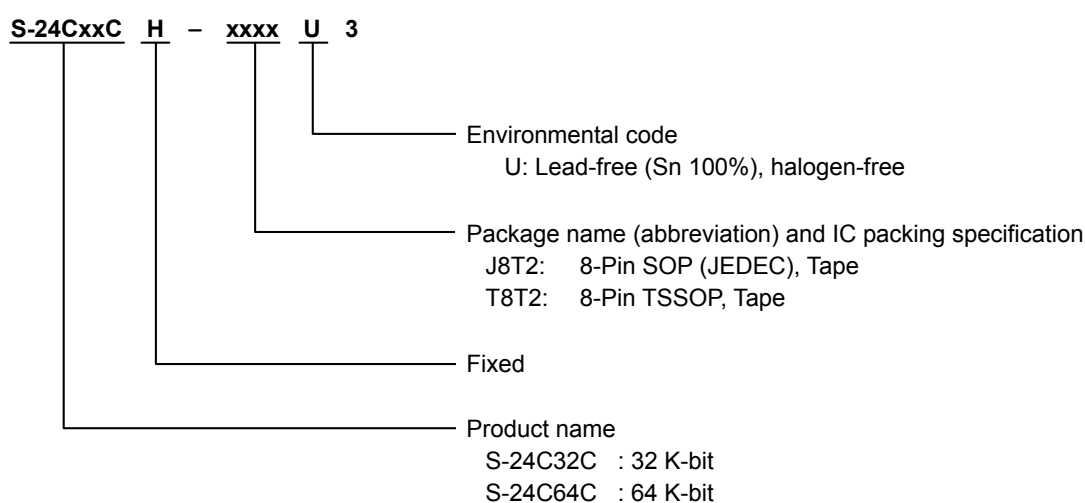 S-24CxxC H – xxxx U 3
Environmental code
U: Lead-free (Sn 100%), halogen-free
Package name (abbreviation) and IC packing specification
J8T2: 8-Pin SOP (JEDEC), Tape
T8T2: 8-Pin TSSOP, Tape
Fixed
Product name
S-24C32C : 32 K-bit
S-24C64C : 64 K-bit